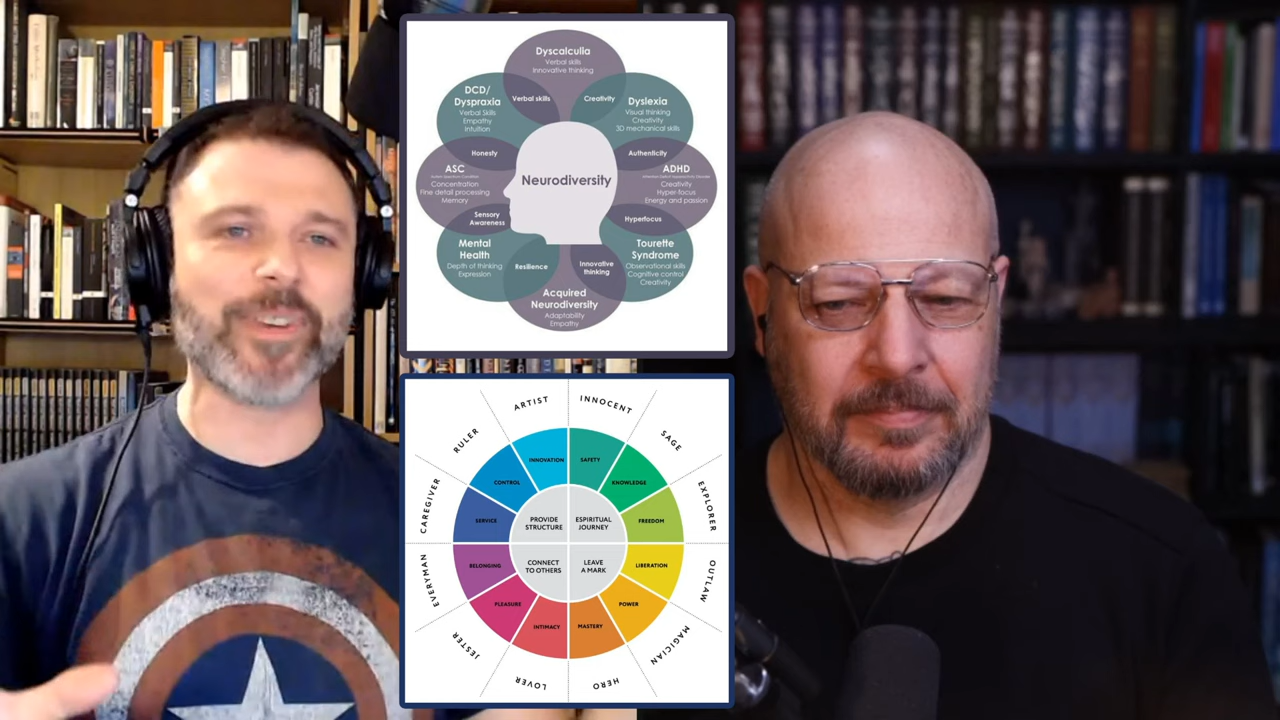 Dyscalculia
Verbal skills
Innovative thinking
DCD/
Dyspraxia
Verbal Skills
Empathy
Intuition
Verbal skills
Creativity
Dyslexia
Visual thinking
Creativity
3D mechanical skills
Honesty
Authenticity
ASC
Autism Spectrum Condition
Concentration
Fine detail processing
Memory
Neurodiversity
ADHD
Creativity
Hyper-focus
Energy and passion
Sensory
Awareness
Hyperfocus
Mental
Health
Depth of thinking
Expression
Resilience
Innovative
thinking
Tourette
Syndrome
Observational skills
Cognitive control
Creativity
Acquired
Neurodiversity
Adaptability
Empathy
ARTIST
INNOCENT
RULER
SAGE
CAREGIVER
EXPLORER
EVERYMAN
OUTLAW
JESTER
MAGICIAN
LOVER
HERO
INNOVATION
SAFETY
CONTROL
KNOWLEDGE
SERVICE
FREEDOM
BELONGING
LIBERATION
PLEASURE
POWER
INTIMACY
MASTERY
PROVIDE
STRUCTURE
ESPIRITUAL
JOURNEY
CONNECT
TO OTHERS
LEAVE
A MARK